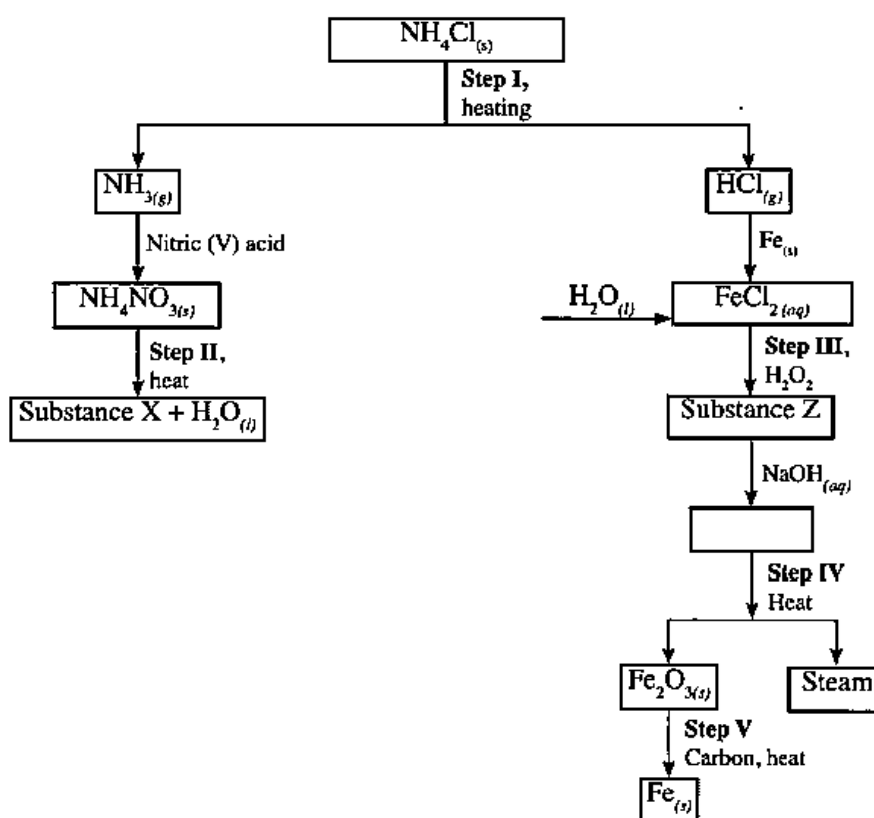 NH₄Cl₍ₛ₎
Step I,
heating
NH₃₍g₎
HCl₍g₎
Nitric (V) acid
Fe₍ₛ₎
NH₄NO₃₍ₛ₎
H₂O₍l₎
FeCl₂ ₍aq₎
Step II,
heat
Step III,
H₂O₂
Substance X + H₂O₍l₎
Substance Z
NaOH₍aq₎
Step IV
Heat
Fe₂O₃₍ₛ₎
Steam
Step V
Carbon, heat
Fe₍ₛ₎